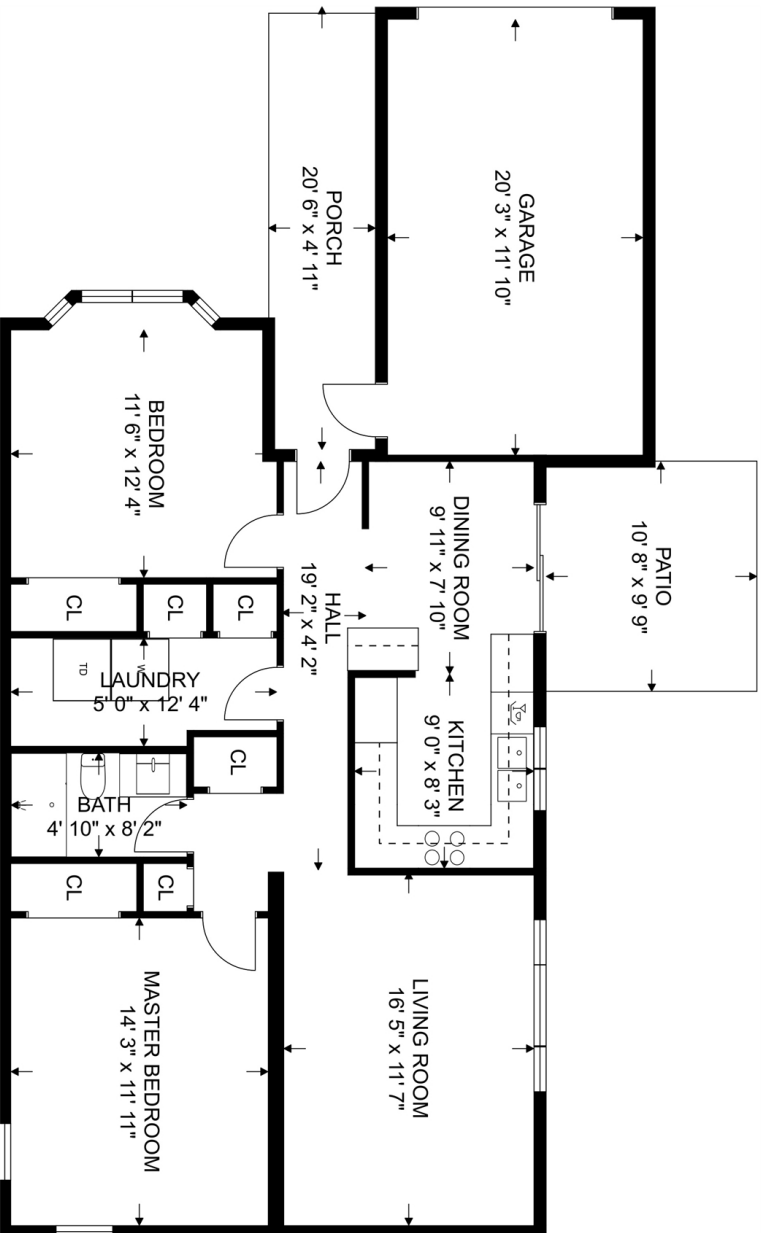 GARAGE
20' 3" x 11' 10"
PORCH
20' 6" x 4' 11"
BEDROOM
11' 6" x 12' 4"
DINING ROOM
9' 11" x 7' 10"
PATIO
10' 8" x 9' 9"
HALL
19' 2" x 4' 2"
CL
CL
CL
TD
W
LAUNDRY
5' 0" x 12' 4"
KITCHEN
9' 0" x 8' 3"
CL
BATH
4' 10" x 8' 2"
CL
CL
MASTER BEDROOM
14' 3" x 11' 11"
LIVING ROOM
16' 5" x 11' 7"